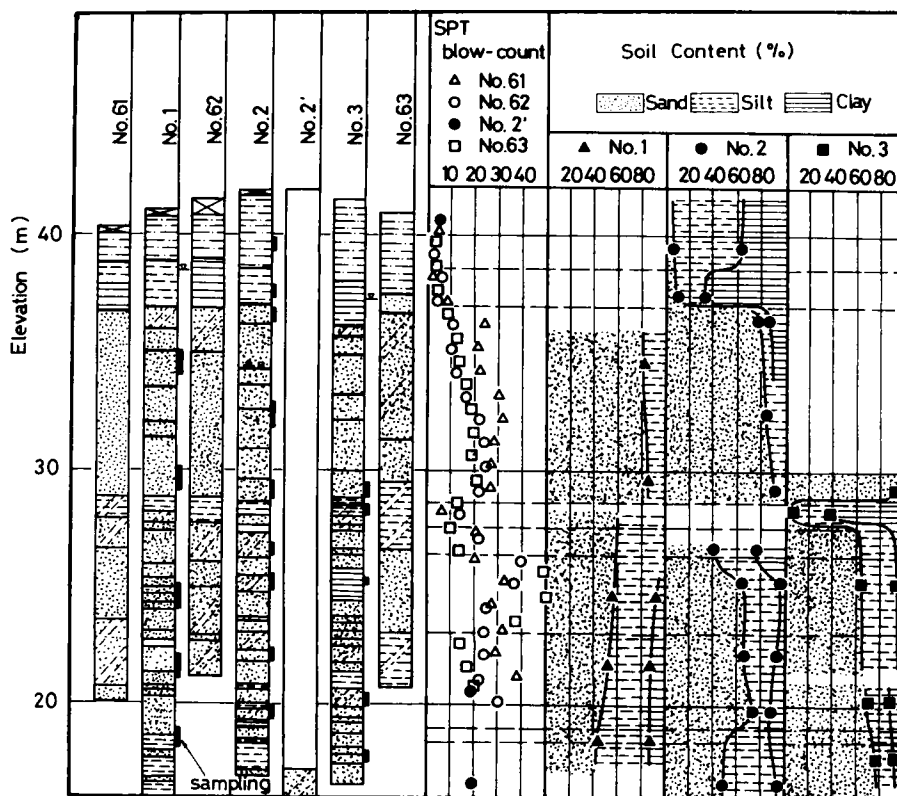 SPT
blow-count
△ No.61
○ No.62
● No.2'
□ No.63
10 20 30 40
Soil Content (%)
Sand Silt Clay
▲ No.1
● No.2
■ No.3
20 40 60 80
20 40 60 80
20 40 60 80
No.61
No.1
No.62
No.2
No.2'
No.3
No.63
Elevation (m)
40
30
20
sampling